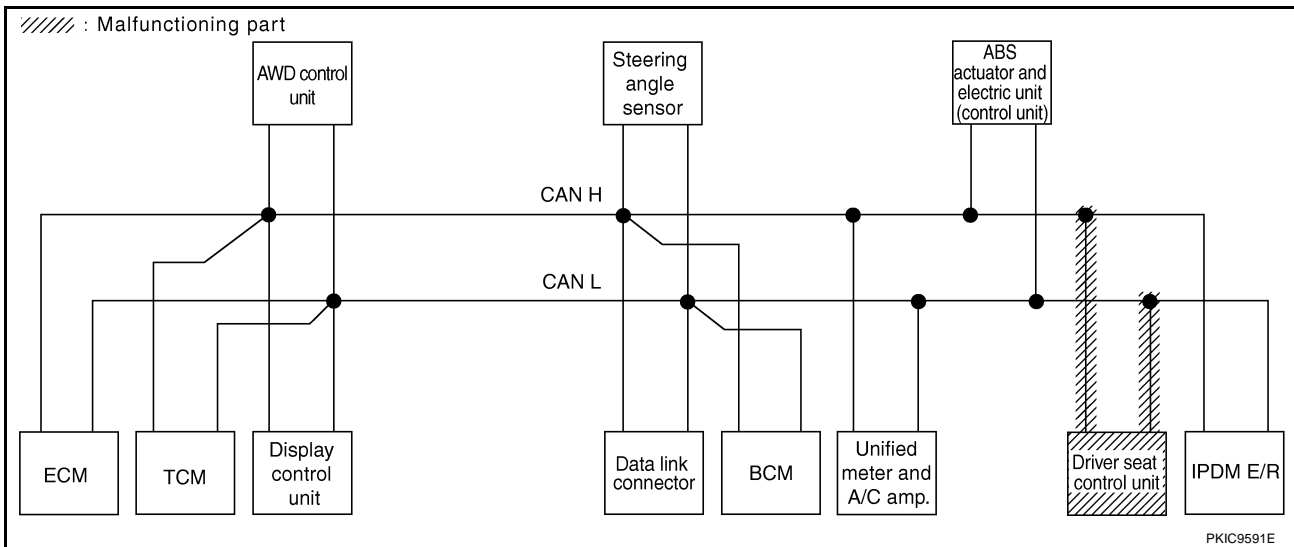 : Malfunctioning part
AWD control
unit
Steering
angle
sensor
ABS
actuator and
electric unit
(control unit)
CAN H
CAN L
ECM
TCM
Display
control
unit
Data link
connector
BCM
Unified
meter and
A/C amp.
Driver seat
control unit
IPDM E/R
PKIC9591E